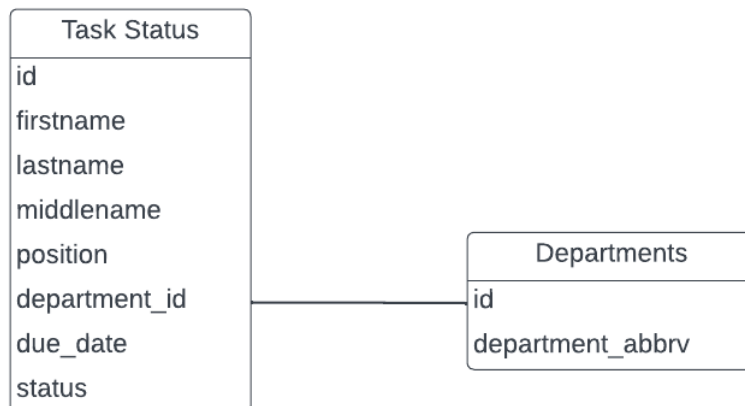 Task Status
id
firstname
lastname
middlename
position
department_id
due_date
status
Departments
id
department_abbrv